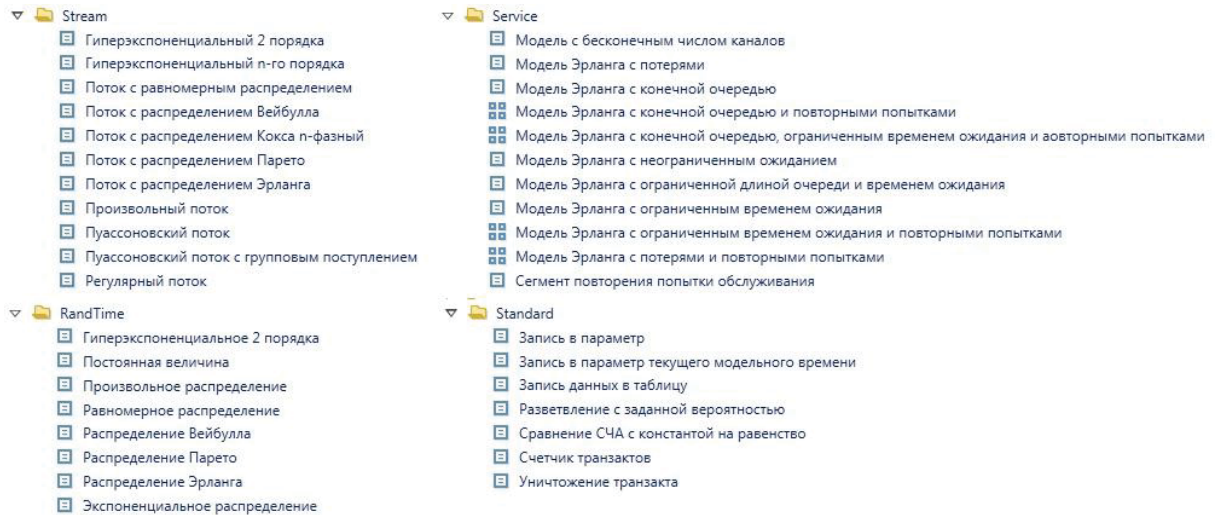 Stream
Гиперэкспоненциальный 2 порядка
Гиперэкспоненциальный n-го порядка
Поток с равномерным распределением
Поток с распределением Вейбулла
Поток с распределением Кокса n-фазный
Поток с распределением Парето
Поток с распределением Эрланга
Произвольный поток
Пуассоновский поток
Пуассоновский поток с групповым поступлением
Регулярный поток
Service
Модель с бесконечным числом каналов
Модель Эрланга с потерями
Модель Эрланга с конечной очередью
Модель Эрланга с конечной очередью и повторными попытками
Модель Эрланга с конечной очередью, ограниченным временем ожидания и аовторными попытками
Модель Эрланга с неограниченным ожиданием
Модель Эрланга с ограниченной длиной очереди и временем ожидания
Модель Эрланга с ограниченным временем ожидания
Модель Эрланга с ограниченным временем ожидания и повторными попытками
Модель Эрланга с потерями и повторными попытками
Сегмент повторения попытки обслуживания
RandTime
Гиперэкспоненциальное 2 порядка
Постоянная величина
Произвольное распределение
Равномерное распределение
Распределение Вейбулла
Распределение Парето
Распределение Эрланга
Экспоненциальное распределение
Standard
Запись в параметр
Запись в параметр текущего модельного времени
Запись данных в таблицу
Разветвление с заданной вероятностью
Сравнение СЧА с константой на равенство
Счетчик транзактов
Уничтожение транзакта